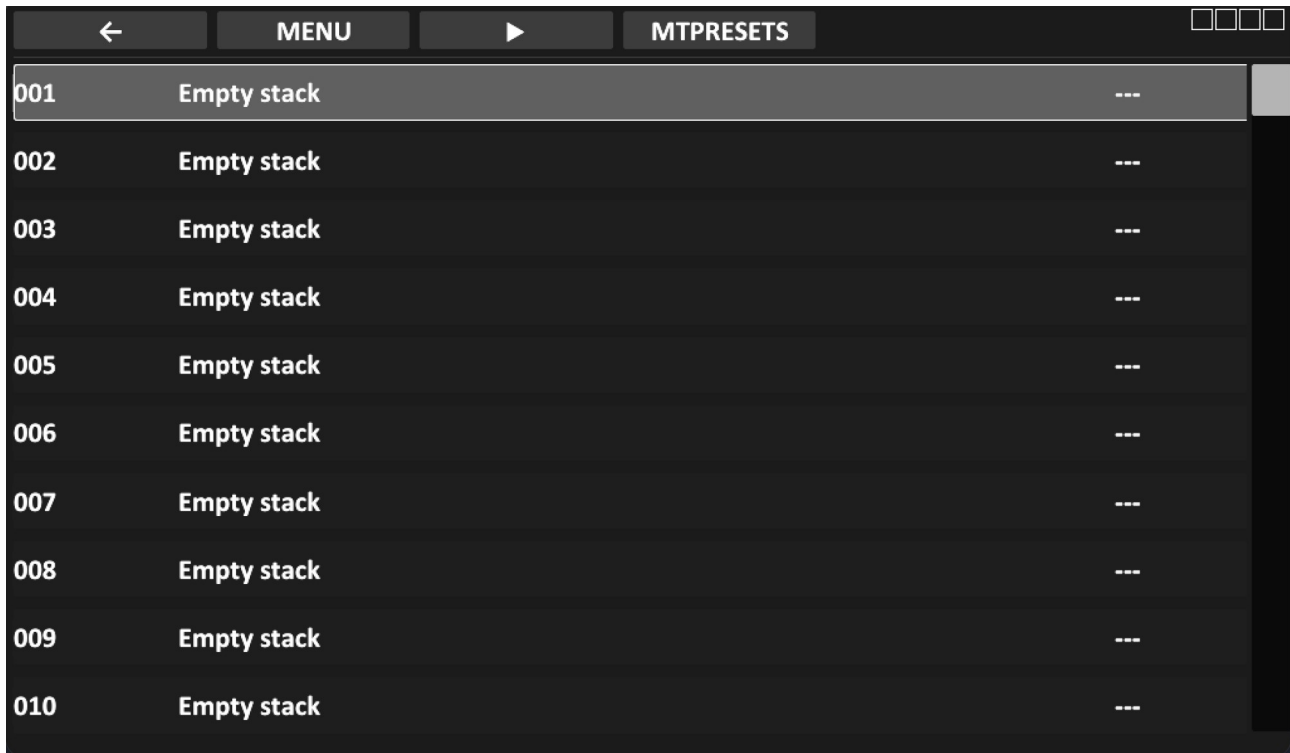 ← MENU ▶ MTPRESETS
001 Empty stack ---
002 Empty stack ---
003 Empty stack ---
004 Empty stack ---
005 Empty stack ---
006 Empty stack ---
007 Empty stack ---
008 Empty stack ---
009 Empty stack ---
010 Empty stack ---